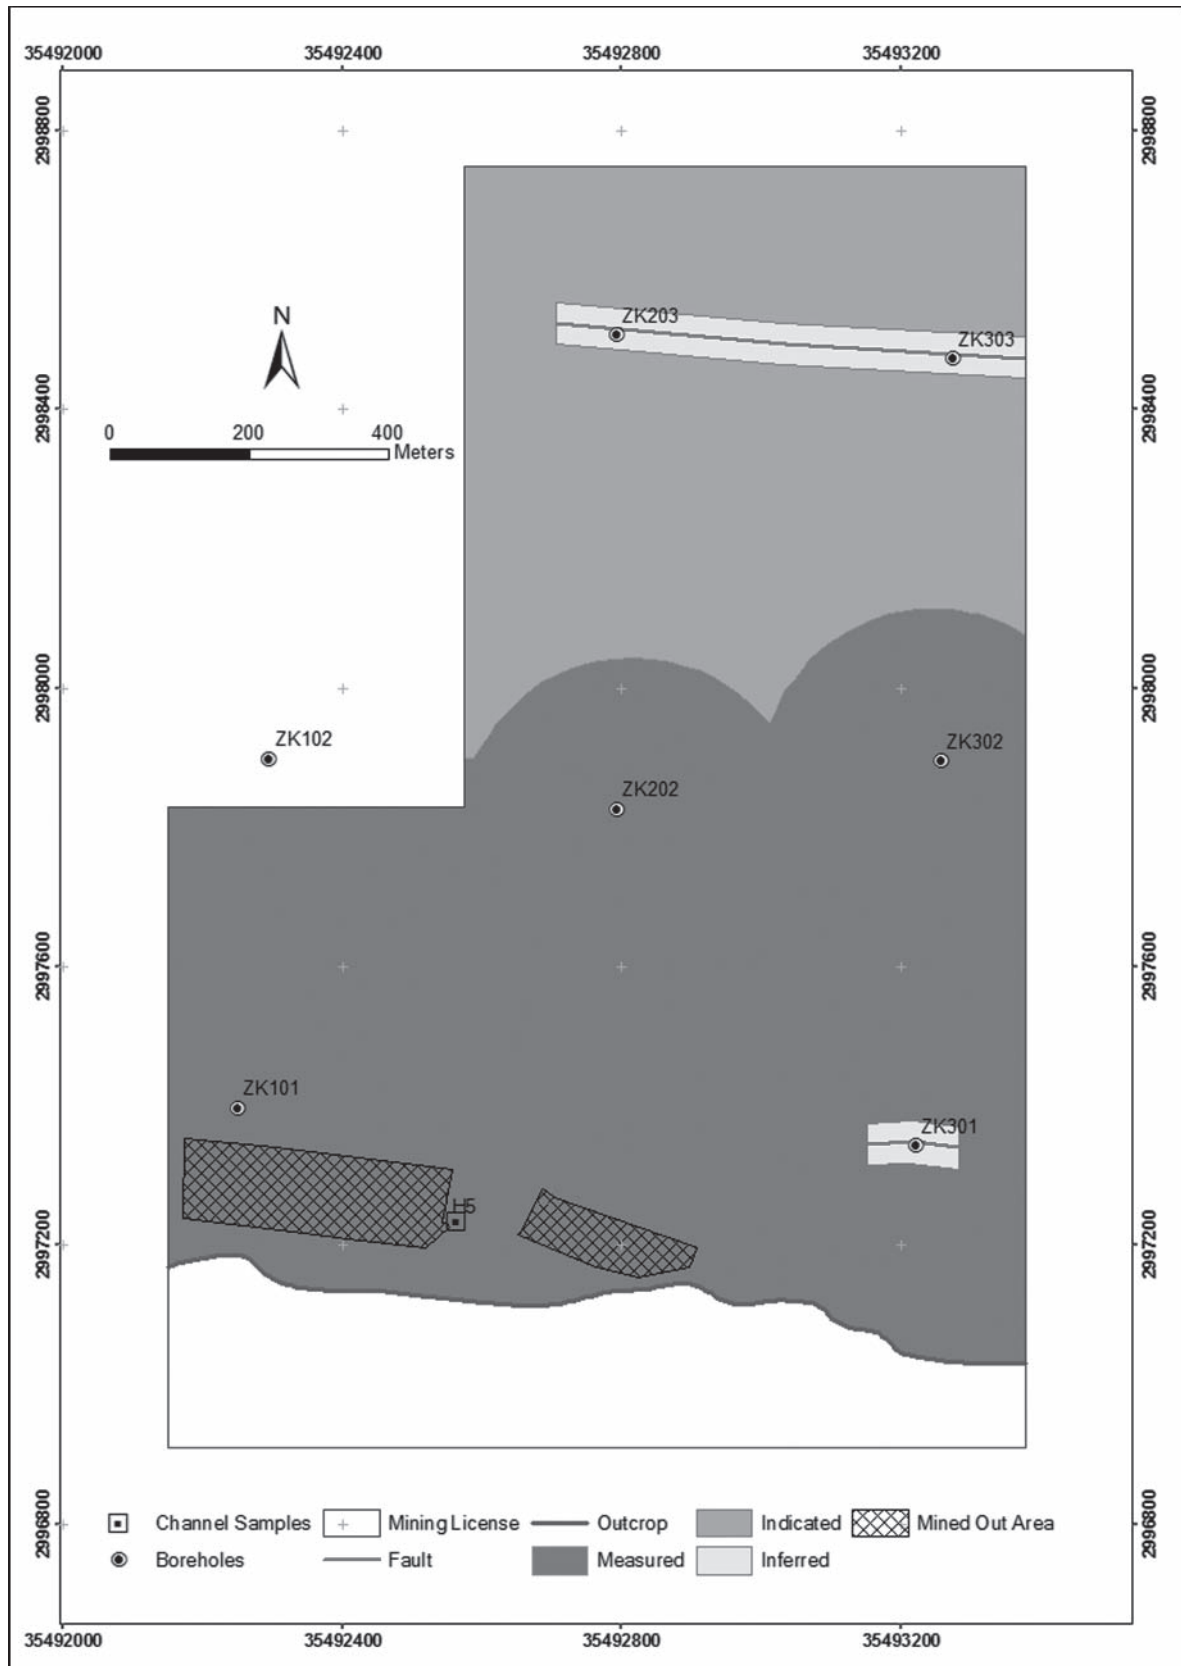 35492000 35492400 35492800 35493200
2998800 2998800
ZK203
N
ZK303
2998400 2998400
0 200 400
Meters
2998000 2998000
ZK102
ZK302
ZK202
2997600 2997600
ZK101
ZK301
H5
2997200 2997200
Channel Samples Mining License Outcrop Indicated Mined Out Area
Boreholes Fault Measured Inferred
2996800 2996800
35492000 35492400 35492800 35493200